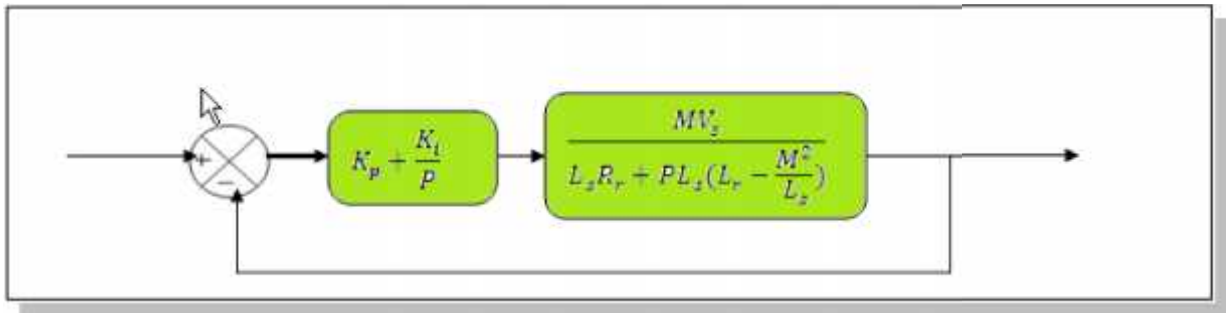 +
−
K_p + K_i/P
MV_s
L_sR_r + PL_s(L_r − M²/L_s)